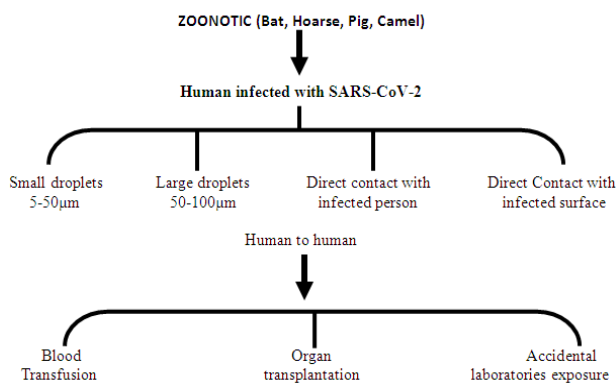 ZOONOTIC (Bat, Hoarse, Pig, Camel)
Human infected with SARS-CoV-2
Small droplets
5-50µm
Large droplets
50-100µm
Direct contact with
infected person
Direct Contact with
infected surface
Human to human
Blood
Transfusion
Organ
transplantation
Accidental
laboratories exposure